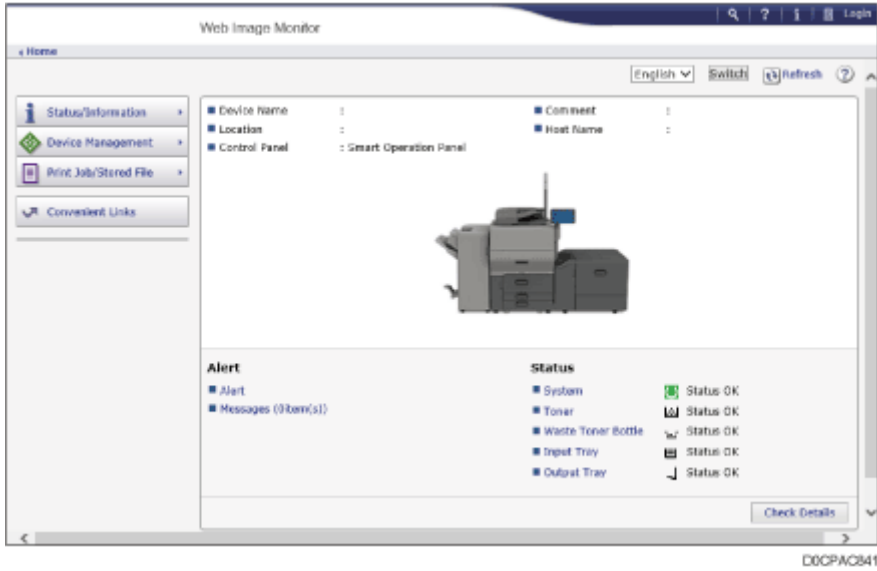 Login
Web Image Monitor
Home
English Switch Refresh
Status/Information
Device Management
Print Job/Stored File
Convenient Links
Device Name : Comment :
Location : Host Name :
Control Panel : Smart Operation Panel
Alert Status
Alert System Status OK
Messages (0item(s)) Toner Status OK
Waste Toner Bottle Status OK
Input Tray Status OK
Output Tray Status OK
Check Details
D0CPAC841